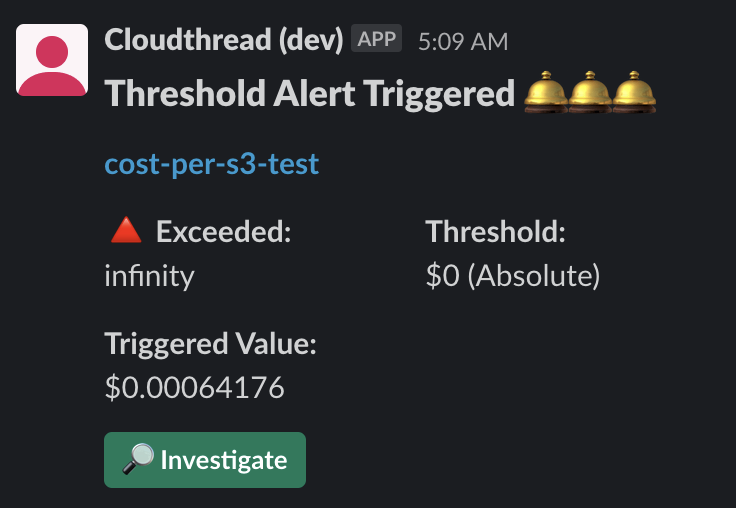 Cloudthread (dev) APP 5:09 AM
Threshold Alert Triggered
cost-per-s3-test
Exceeded: Threshold:
infinity $0 (Absolute)
Triggered Value:
$0.00064176
Investigate